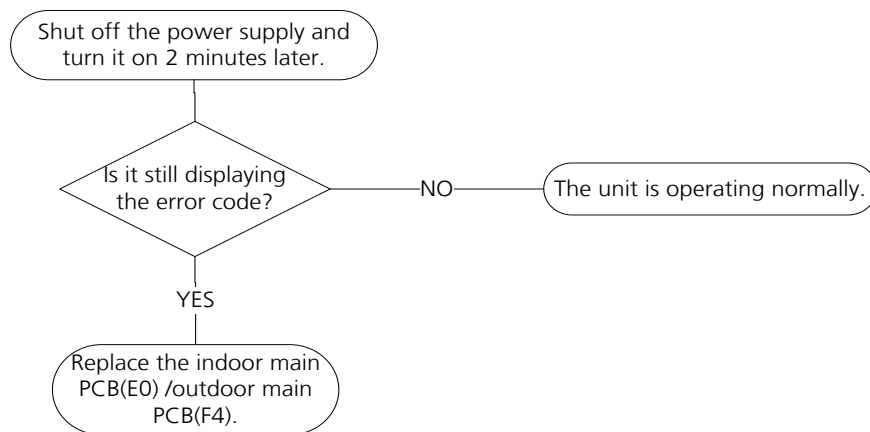 Shut off the power supply and
turn it on 2 minutes later.
Is it still displaying
the error code?
NO
The unit is operating normally.
YES
Replace the indoor main
PCB(E0) /outdoor main
PCB(F4).